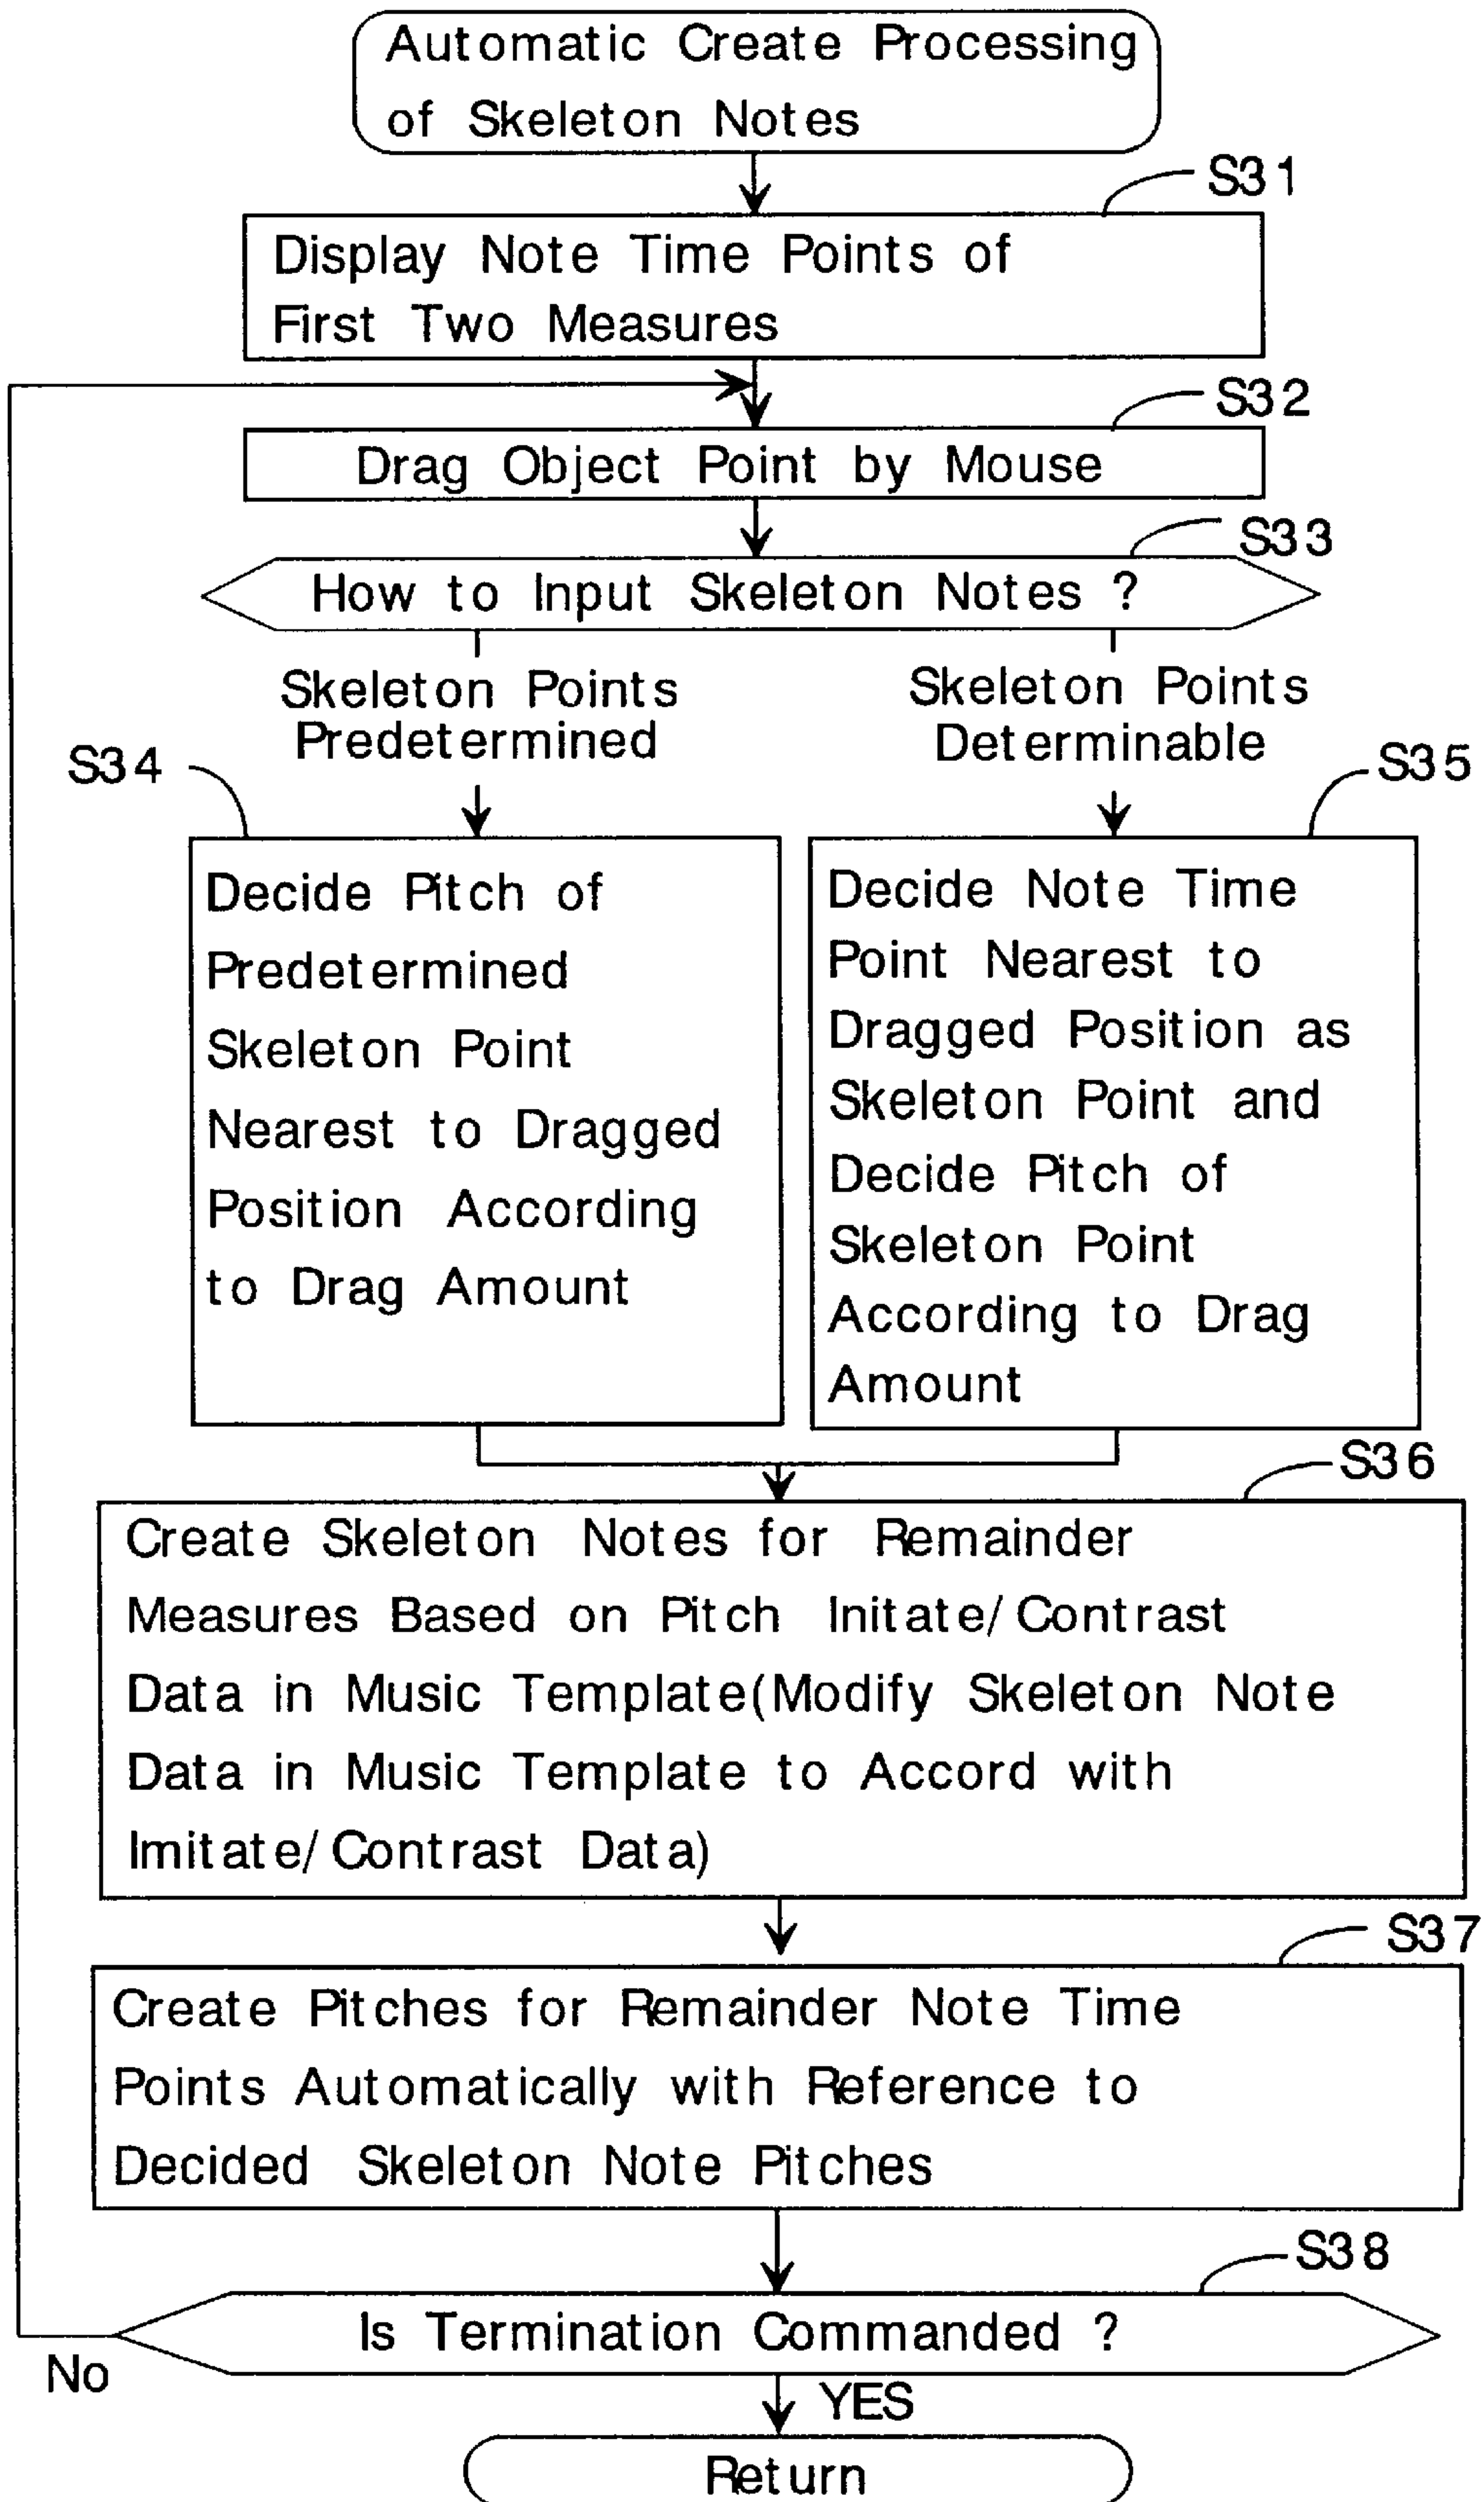 Automatic Create Processing
of Skeleton Notes
S31
Display Note Time Points of
First Two Measures
S32
Drag Object Point by Mouse
S33
How to Input Skeleton Notes ?
Skeleton Points
Predetermined
Skeleton Points
Determinable
S34
S35
Decide Pitch of
Predetermined
Skeleton Point
Nearest to Dragged
Position According
to Drag Amount
Decide Note Time
Point Nearest to
Dragged Position as
Skeleton Point and
Decide Pitch of
Skeleton Point
According to Drag
Amount
S36
Create Skeleton Notes for Remainder
Measures Based on Pitch Initate/Contrast
Data in Music Template(Modify Skeleton Note
Data in Music Template to Accord with
Imitate/Contrast Data)
S37
Create Pitches for Remainder Note Time
Points Automatically with Reference to
Decided Skeleton Note Pitches
S38
Is Termination Commanded ?
No
YES
Return